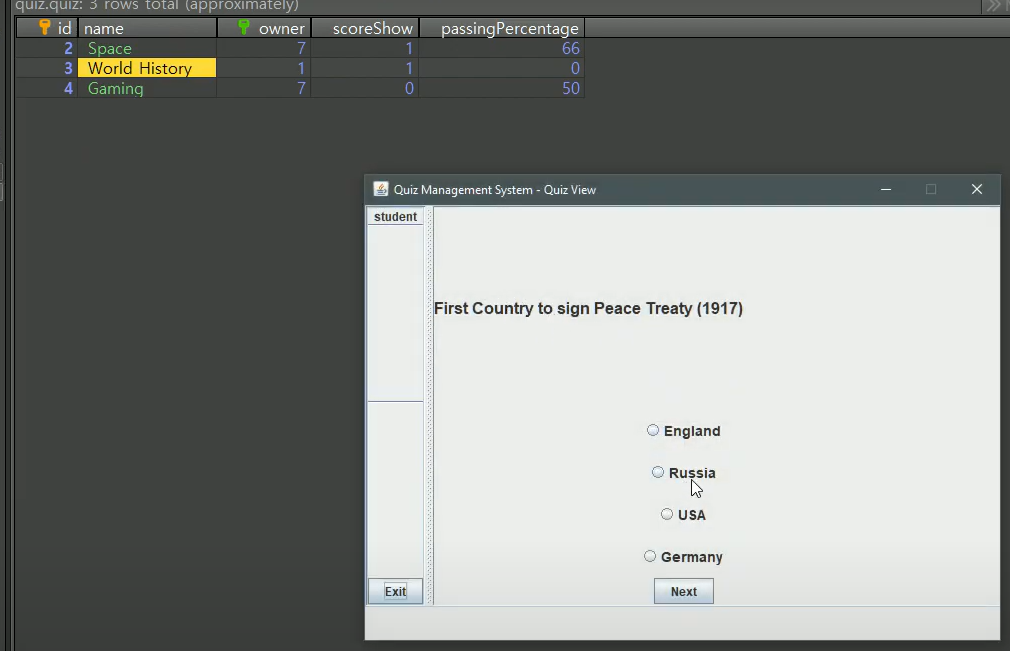 quiz.quiz: 3 rows total (approximately)
id name owner scoreShow passingPercentage
2 Space 7 1 66
3 World History 1 1 0
4 Gaming 7 0 50
Quiz Management System - Quiz View
student
First Country to sign Peace Treaty (1917)
England
Russia
USA
Germany
Exit
Next